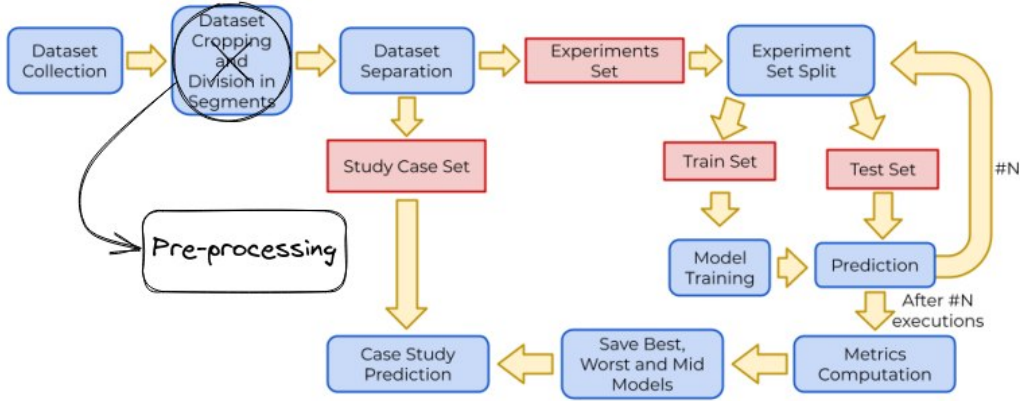 Dataset
Collection
Dataset
Cropping
and
Division in
Segments
Dataset
Separation
Experiments
Set
Experiment
Set Split
Study Case Set
Train Set
Test Set
#N
Pre-processing
Model
Training
Prediction
After #N
executions
Case Study
Prediction
Save Best,
Worst and Mid
Models
Metrics
Computation